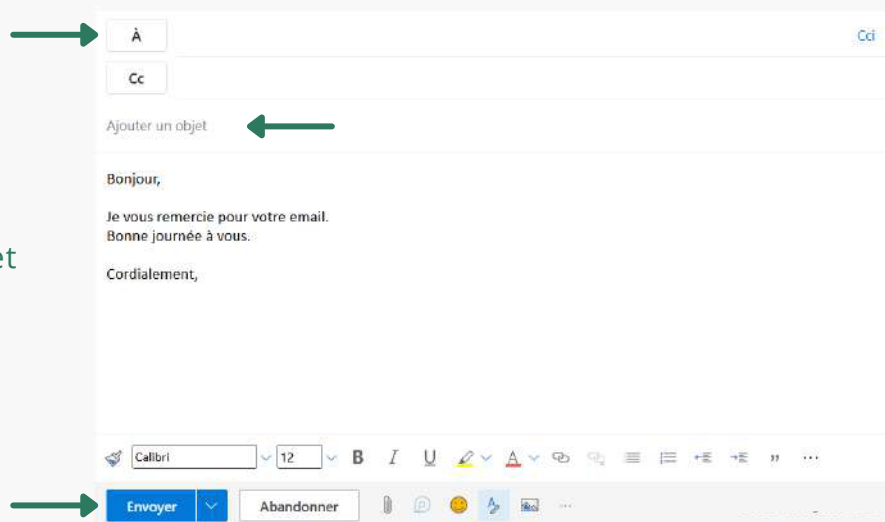 À
Cci
Cc
Ajouter un objet
Bonjour,
Je vous remercie pour votre email.
Bonne journée à vous.
et
Cordialement,
Calibri 12 B I U A
Envoyer Abandonner